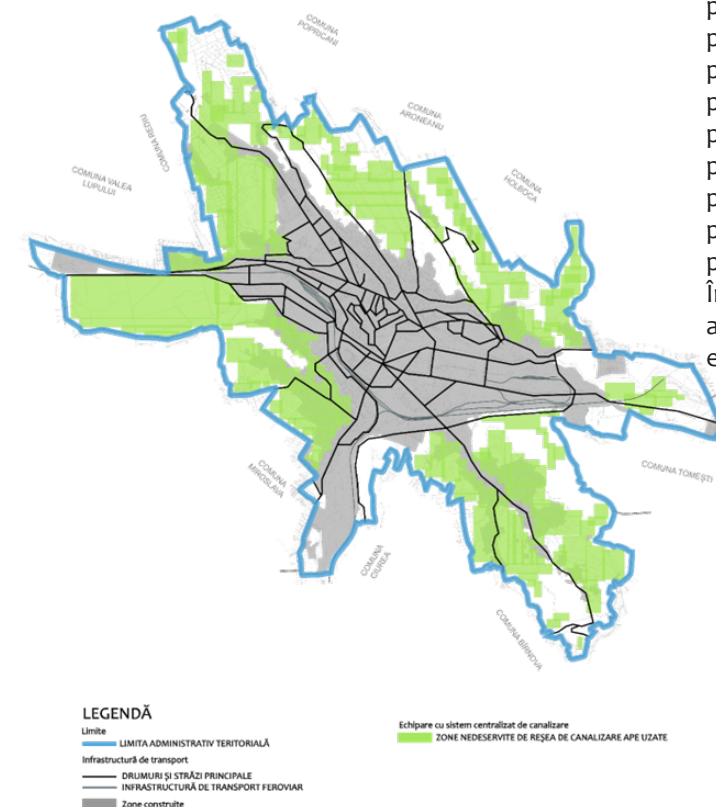 COMUNA
POPRICANI
COMUNA
ARONEANU
COMUNA REDIU
COMUNA VALEA
LUPULUI
COMUNA
HOLBOCA
p
p
p
p
p
p
p
p
p
În
a
e
COMUNA TOMEȘTI
COMUNA
MIROSLAVA
COMUNA
CIUREA
COMUNA BÎRNOVA
LEGENDĂ
Limite
LIMITA ADMINISTRATIV TERITORIALĂ
Infrastructură de transport
DRUMURI ȘI STRĂZI PRINCIPALE
INFRASTRUCTURĂ DE TRANSPORT FEROVIAR
Zone construite
Echipare cu sistem centralizat de canalizare
ZONE NEDESERVITE DE REȘEA DE CANALIZARE APE UZATE